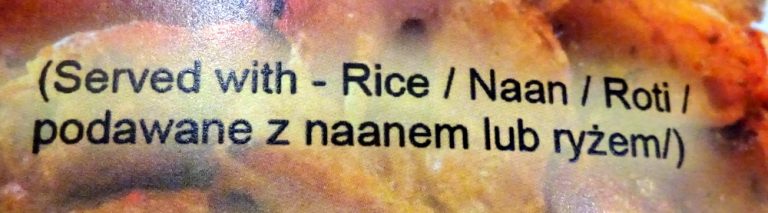 (Served with - Rice / Naan / Roti /
podawane z naanem lub ryżem/)